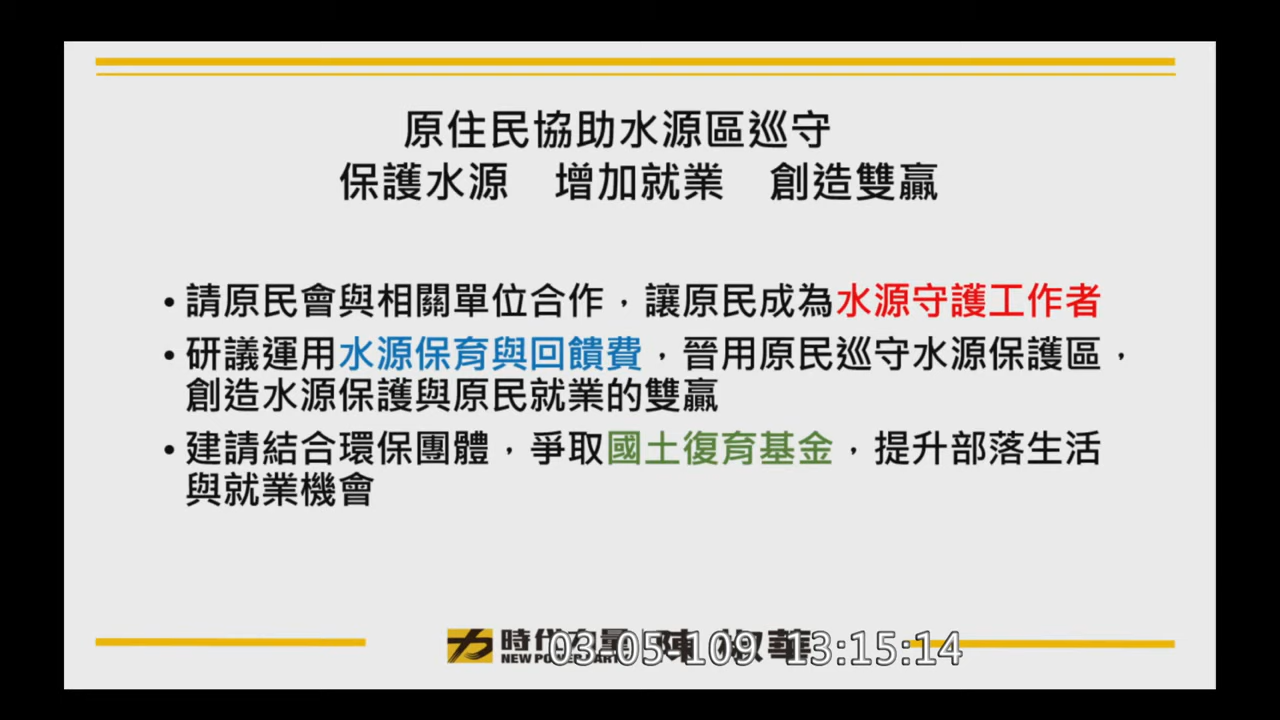 原住民協助水源區巡守
保護水源 增加就業 創造雙贏
• 請原民會與相關單位合作，讓原民成為水源守護工作者
• 研議運用水源保育與回饋費，晉用原民巡守水源保護區，
創造水源保護與原民就業的雙贏
• 建請結合環保團體，爭取國土復育基金，提升部落生活
與就業機會
時代力量 陳椒華
NEW POWER PARTY
03-05-109 13:15:14